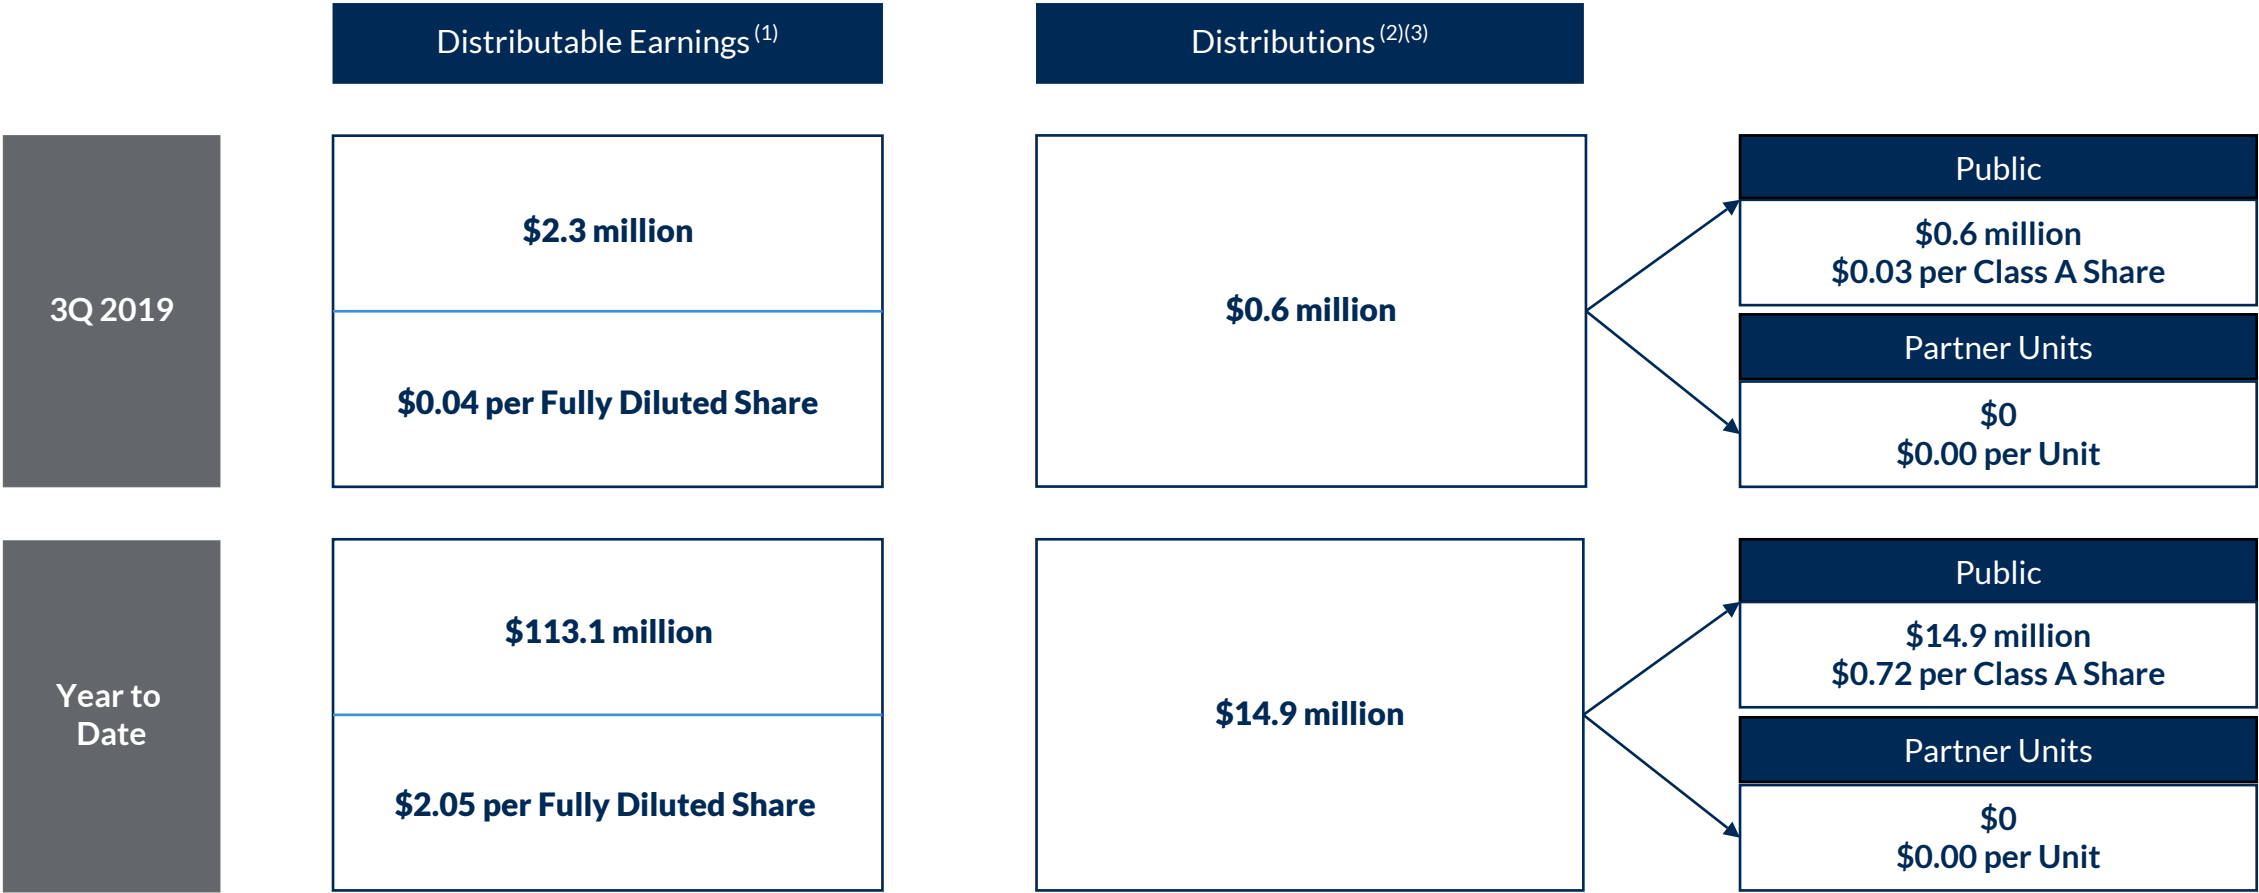 Distributable Earnings (1)
Distributions (2)(3)
3Q 2019
$2.3 million
$0.04 per Fully Diluted Share
$0.6 million
Public
$0.6 million
$0.03 per Class A Share
Partner Units
$0
$0.00 per Unit
Year to
Date
$113.1 million
$2.05 per Fully Diluted Share
$14.9 million
Public
$14.9 million
$0.72 per Class A Share
Partner Units
$0
$0.00 per Unit